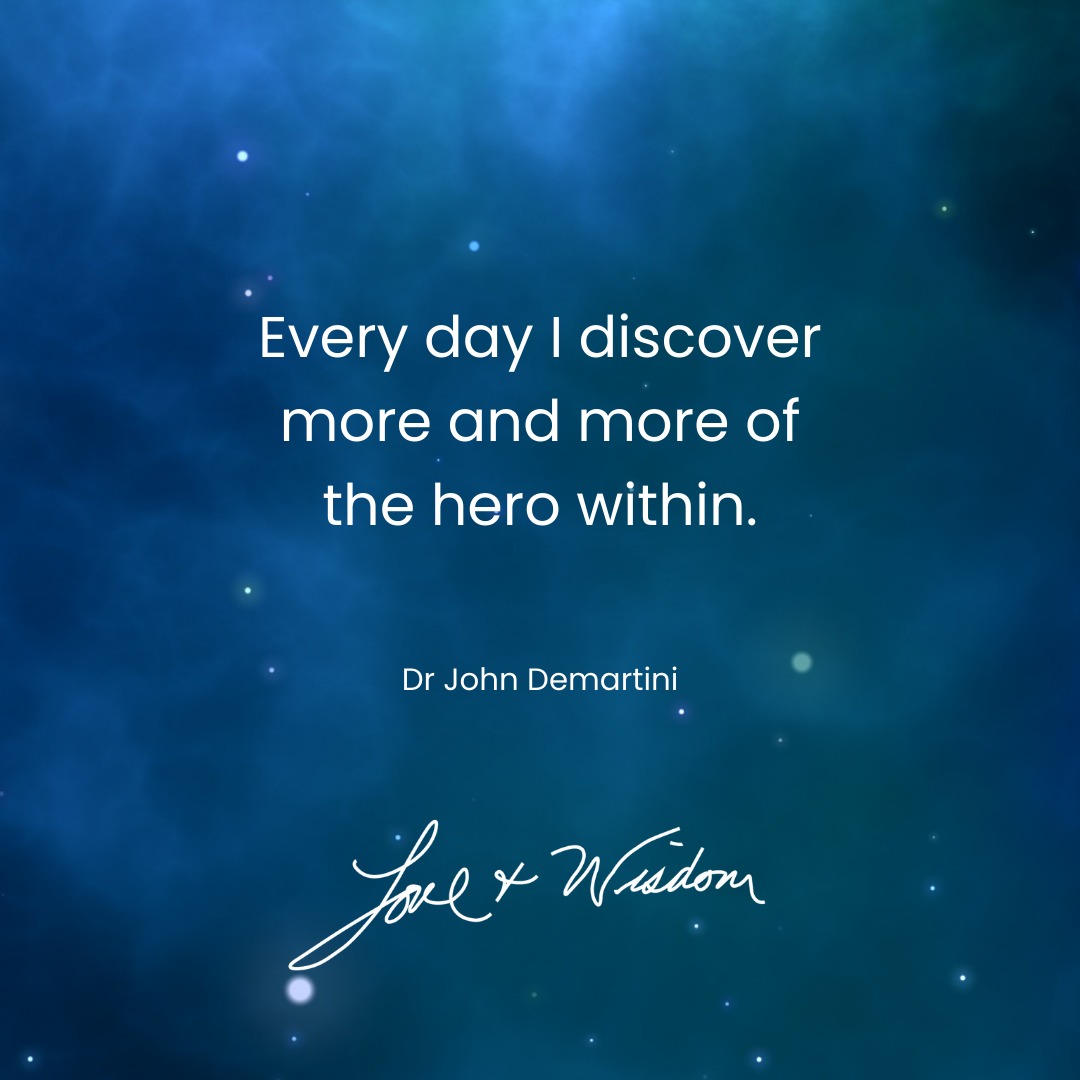 Every day I discover
more and more of
the hero within.
Dr John Demartini
Love + Wisdom